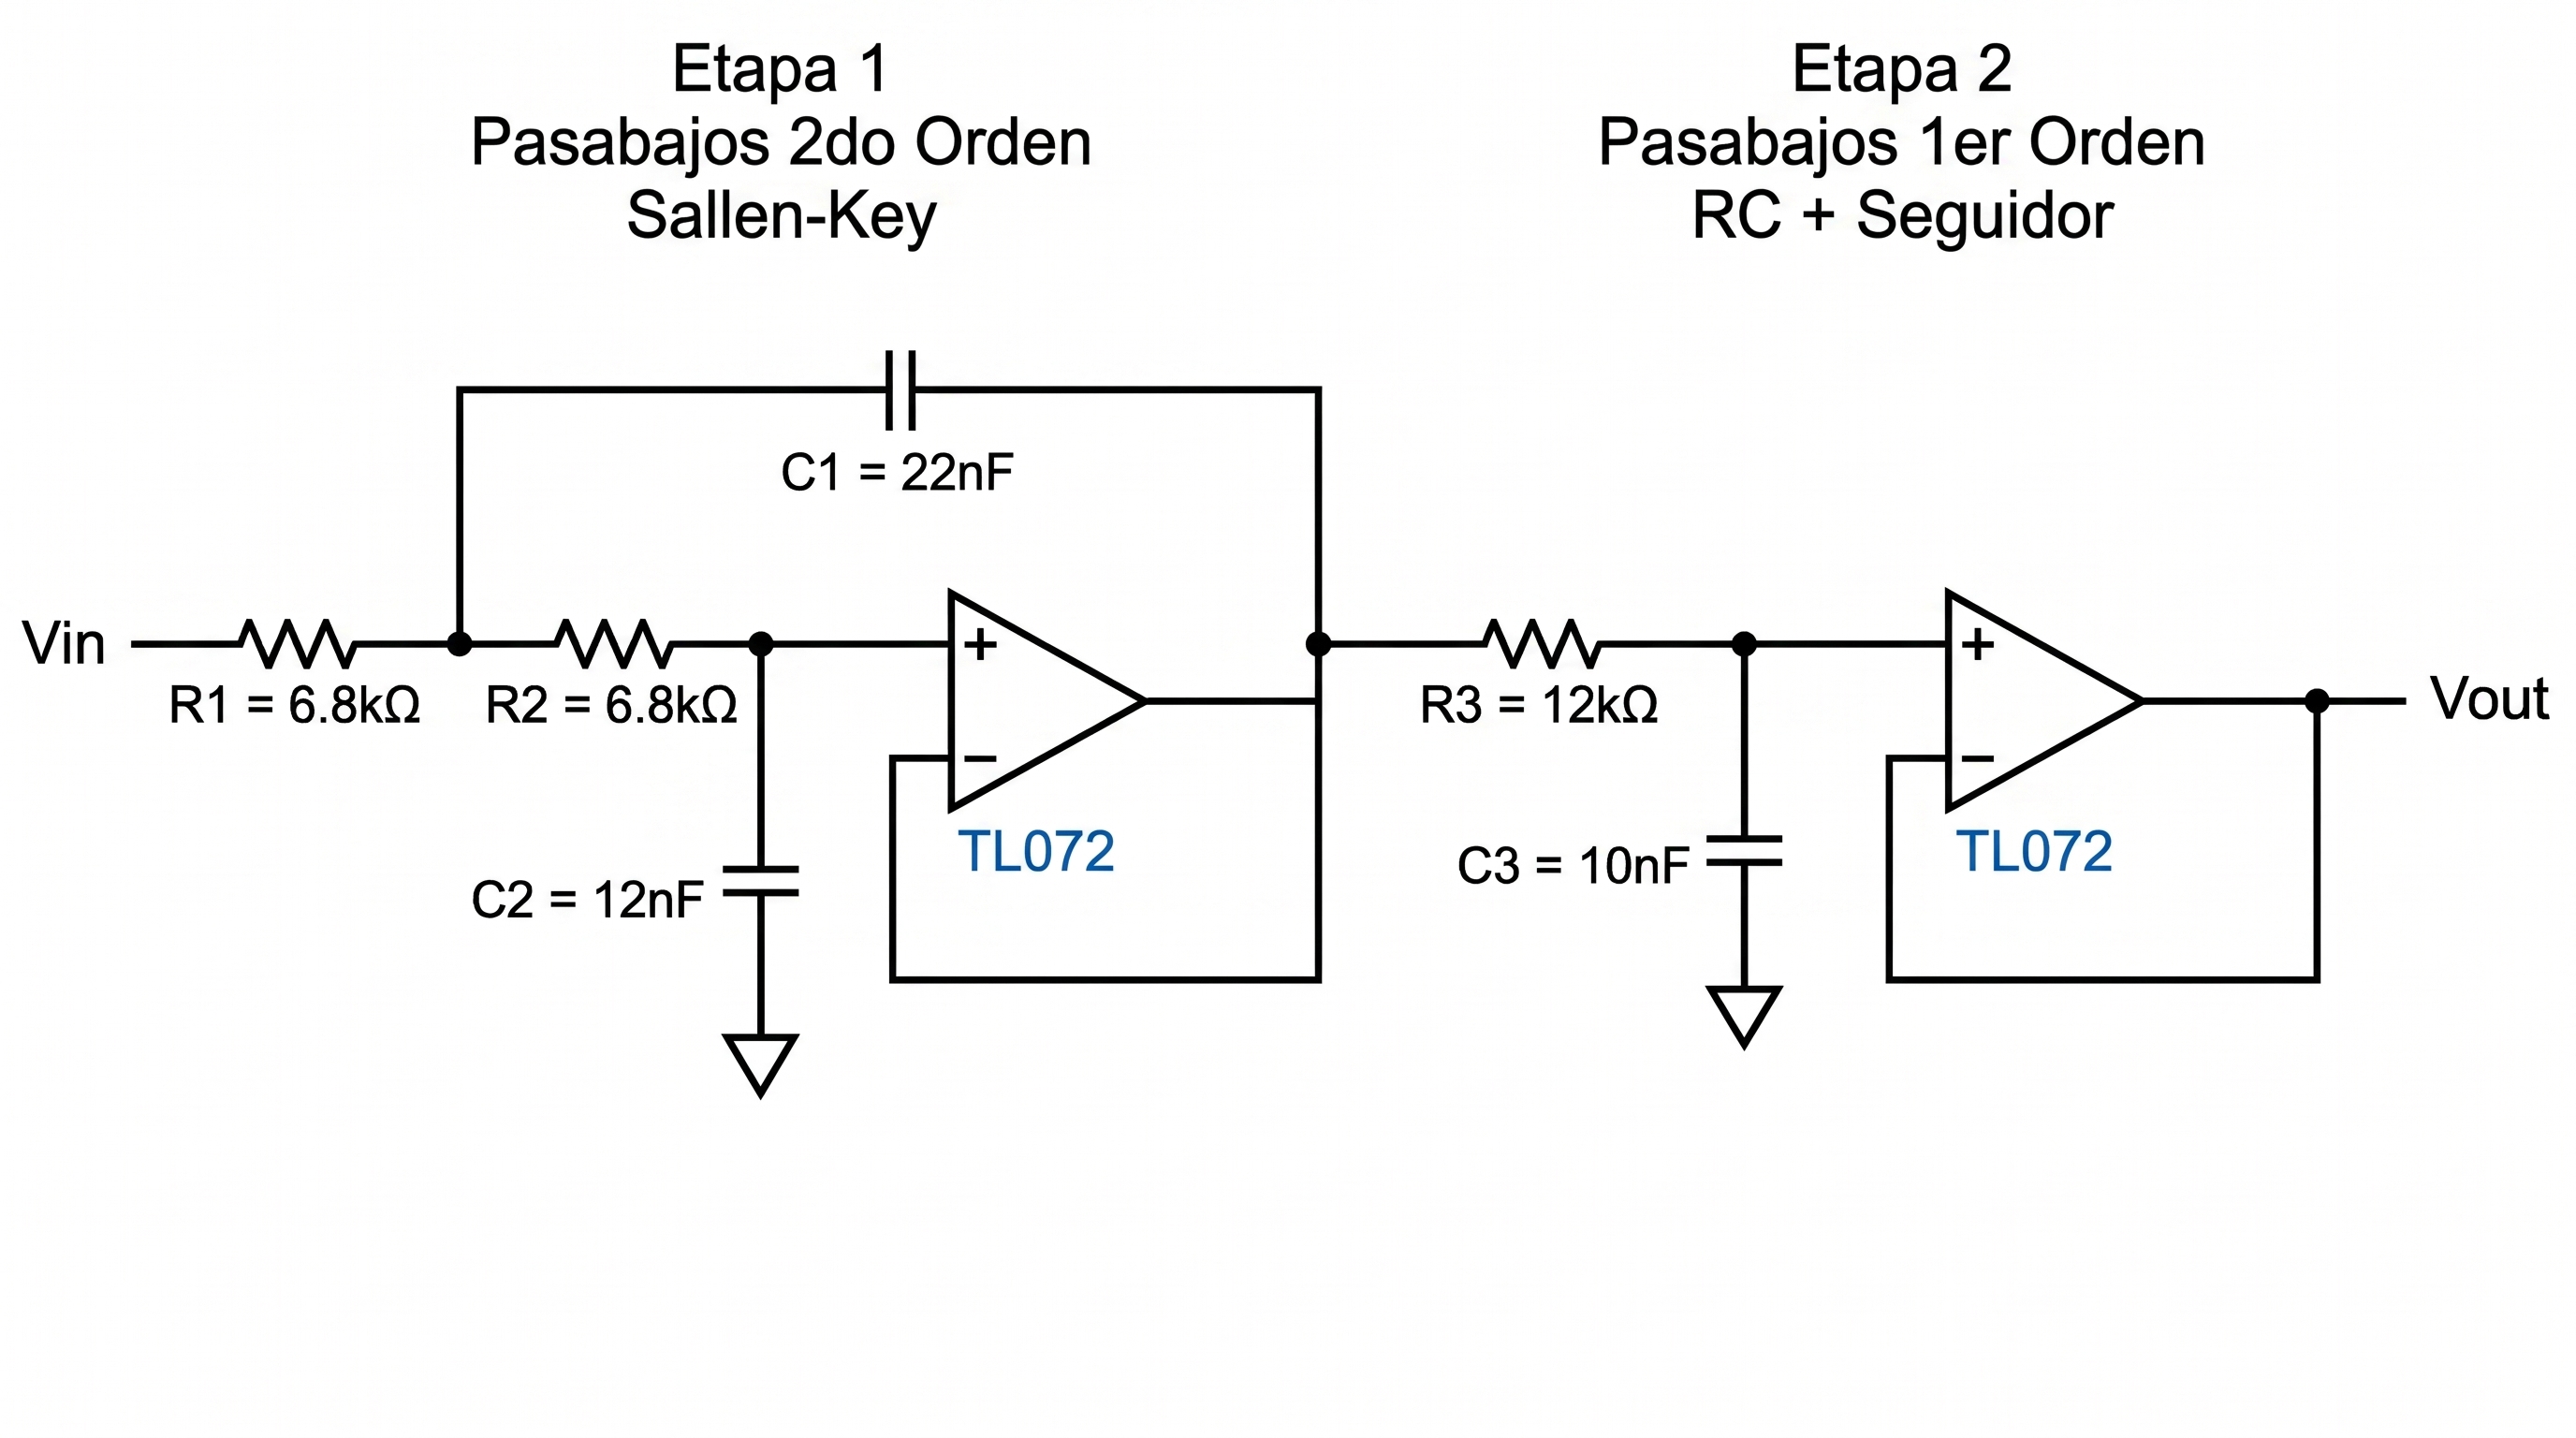 Etapa 1
Pasabajos 2do Orden
Sallen-Key
Etapa 2
Pasabajos 1er Orden
RC + Seguidor
C1 = 22nF
Vin
R1 = 6.8kΩ
R2 = 6.8kΩ
+
−
TL072
C2 = 12nF
R3 = 12kΩ
+
−
TL072
C3 = 10nF
Vout